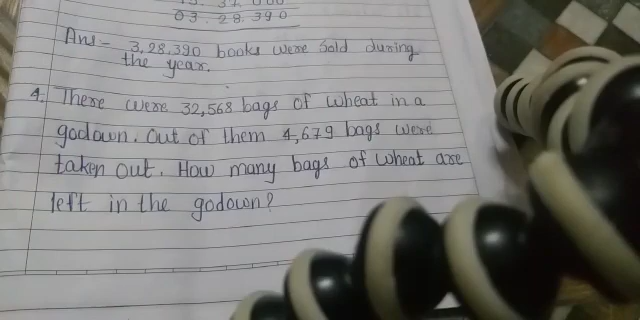 03.28.390
Ans- 3,28,390 books were sold during
the year.
4. There were 32,568 bags of wheat in a
godown. Out of them 4,679 bags were
taken out. How many bags of wheat are
left in the godown?